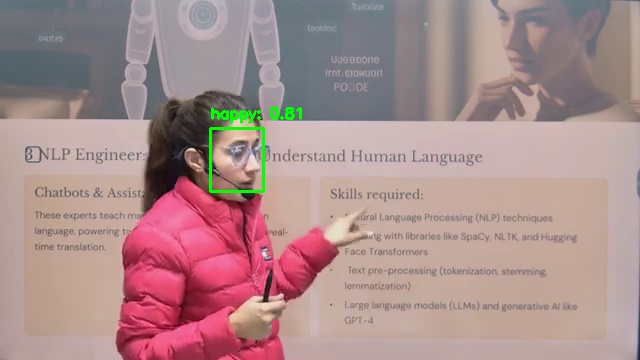 happy: 0.81
3 NLP Engineer: Understand Human Language
Chatbots & Assista
These experts teach ma
language, powering real-
time translation.
Skills required:
Language Processing (NLP) techniques
with libraries like SpaCy, NLTK, and Hugging
Face Transformers
Text pre-processing (tokenization, stemming,
lemmatization)
Large language models (LLMs) and generative AI like
GPT-4